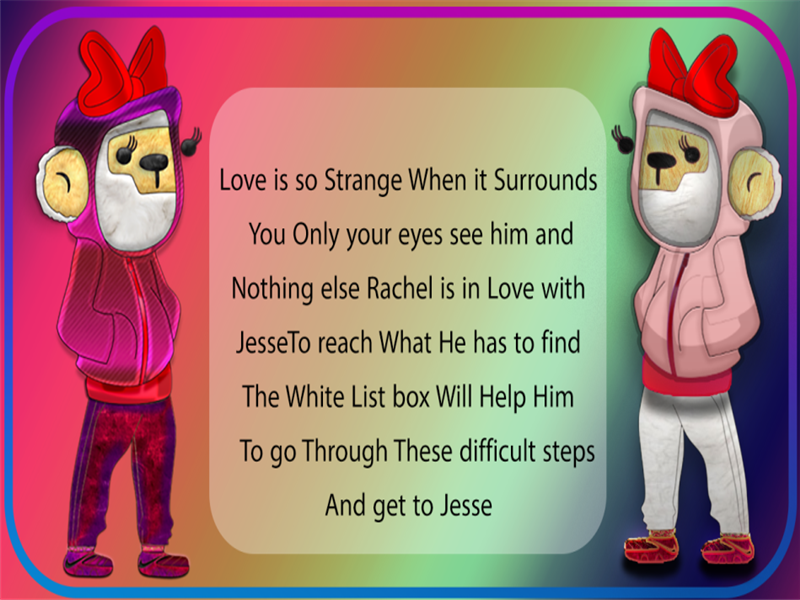 Love is so Strange When it Surrounds
You Only your eyes see him and
Nothing else Rachel is in Love with
JesseTo reach What He has to find
The White List box Will Help Him
To go Through These difficult steps
And get to Jesse